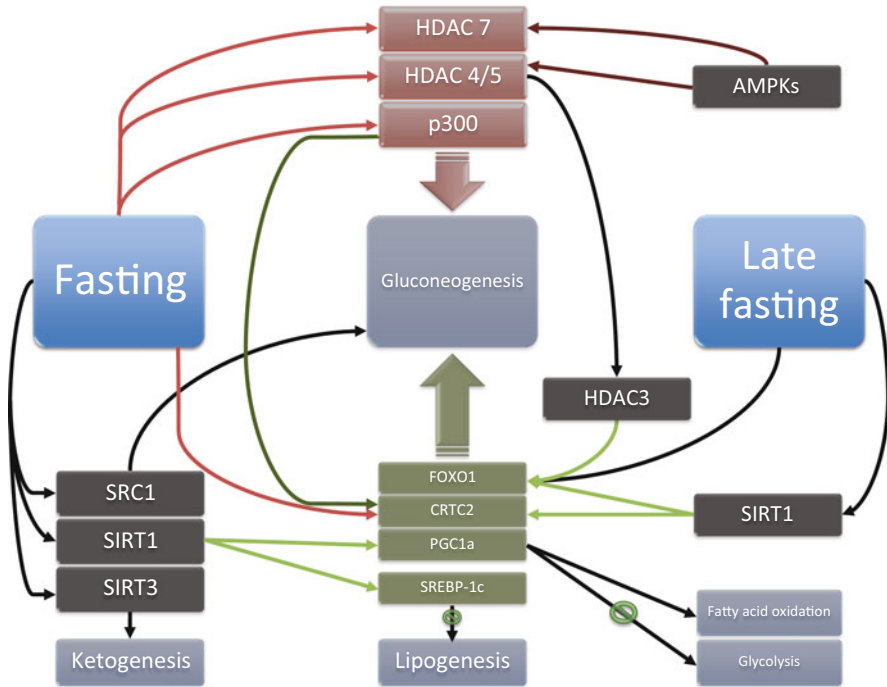 HDAC 7
HDAC 4/5
AMPKs
p300
Fasting
Gluconeogenesis
Late
fasting
HDAC3
FOXO1
SRC1
CRTC2
SIRT1
SIRT1
PGC1a
SIRT3
SREBP-1c
Fatty acid oxidation
Ketogenesis
Lipogenesis
Glycolysis